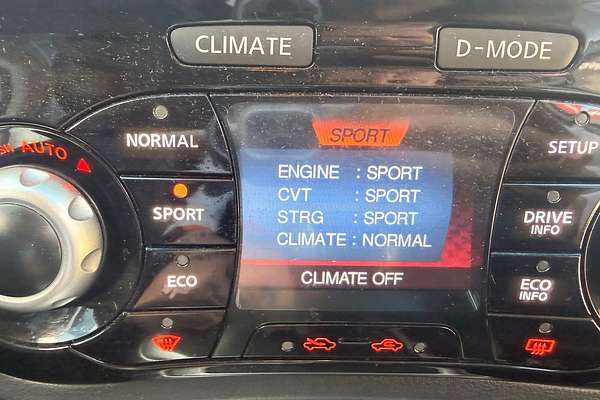 CLIMATE
D-MODE
AUTO
NORMAL
SPORT
ECO
SPORT
ENGINE : SPORT
CVT : SPORT
STRG : SPORT
CLIMATE : NORMAL
CLIMATE OFF
SETUP
DRIVE
INFO
ECO
INFO